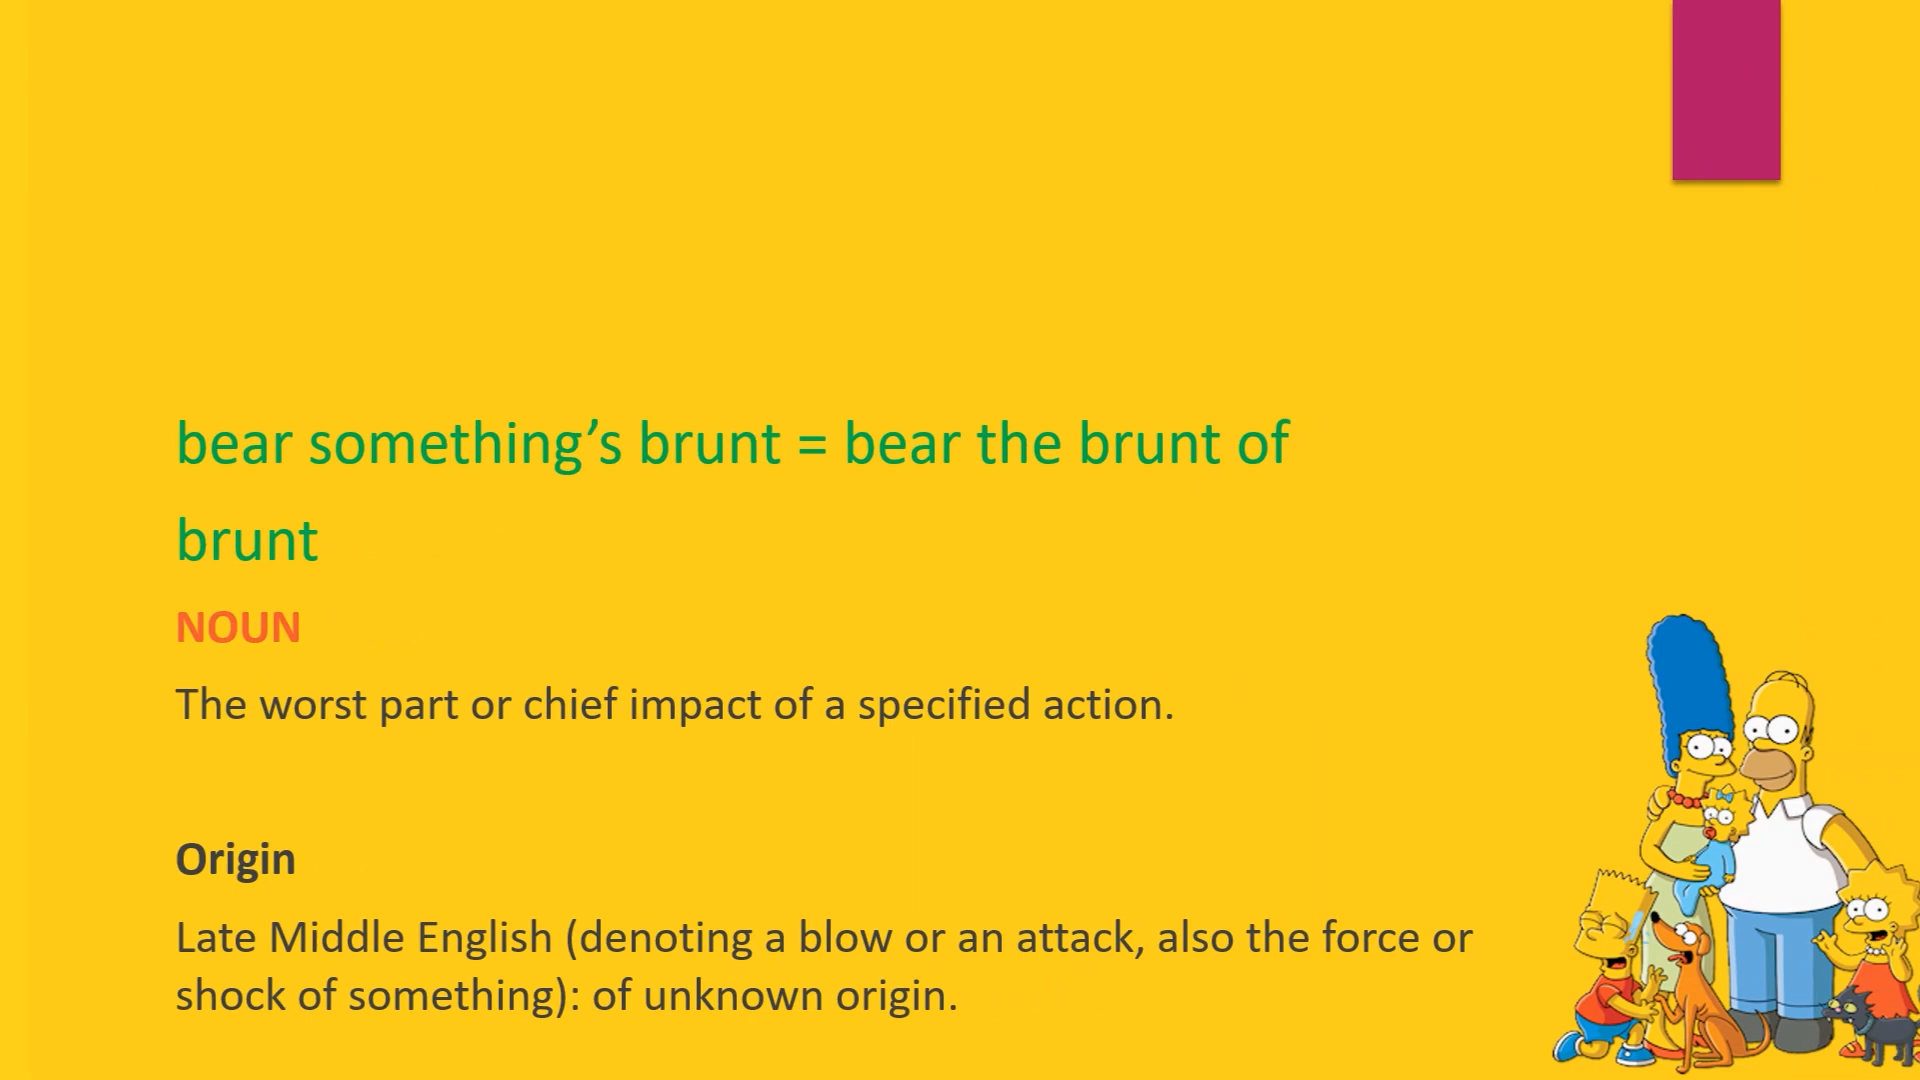 bear something’s brunt = bear the brunt of
brunt
NOUN
The worst part or chief impact of a specified action.
Origin
Late Middle English (denoting a blow or an attack, also the force or
shock of something): of unknown origin.